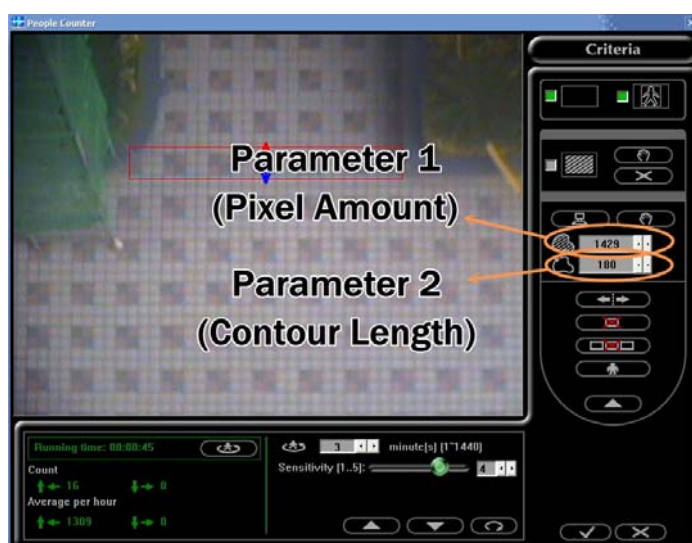 People Counter
Criteria
Parameter 1
(Pixel Amount)
1429
180
Parameter 2
(Contour Length)
Running time: 00:00:45
3 minute[s] [1~1440]
Sensitivity [1..5]: 4
Count
16 0
Average per hour
1309 0